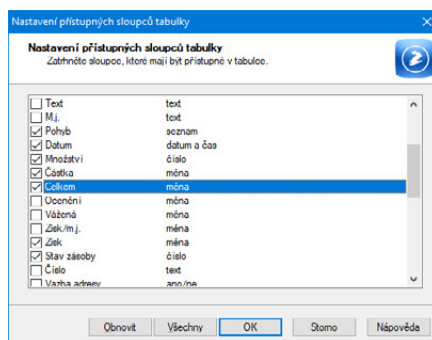 Nastavení přístupných sloupců tabulky
Nastavení přístupných sloupců tabulky
Zatrhněte sloupce, které mají být přístupné v tabulce.
Text text
M.j. text
Pohyb seznam
Datum datum a čas
Množství číslo
Částka měna
Celkem měna
Ocenění měna
Vážená měna
Zisk/m.j. měna
Zisk měna
Stav zásoby číslo
Číslo text
Vazba adresy ano/ne
Obnovit Všechny OK Storno Nápověda